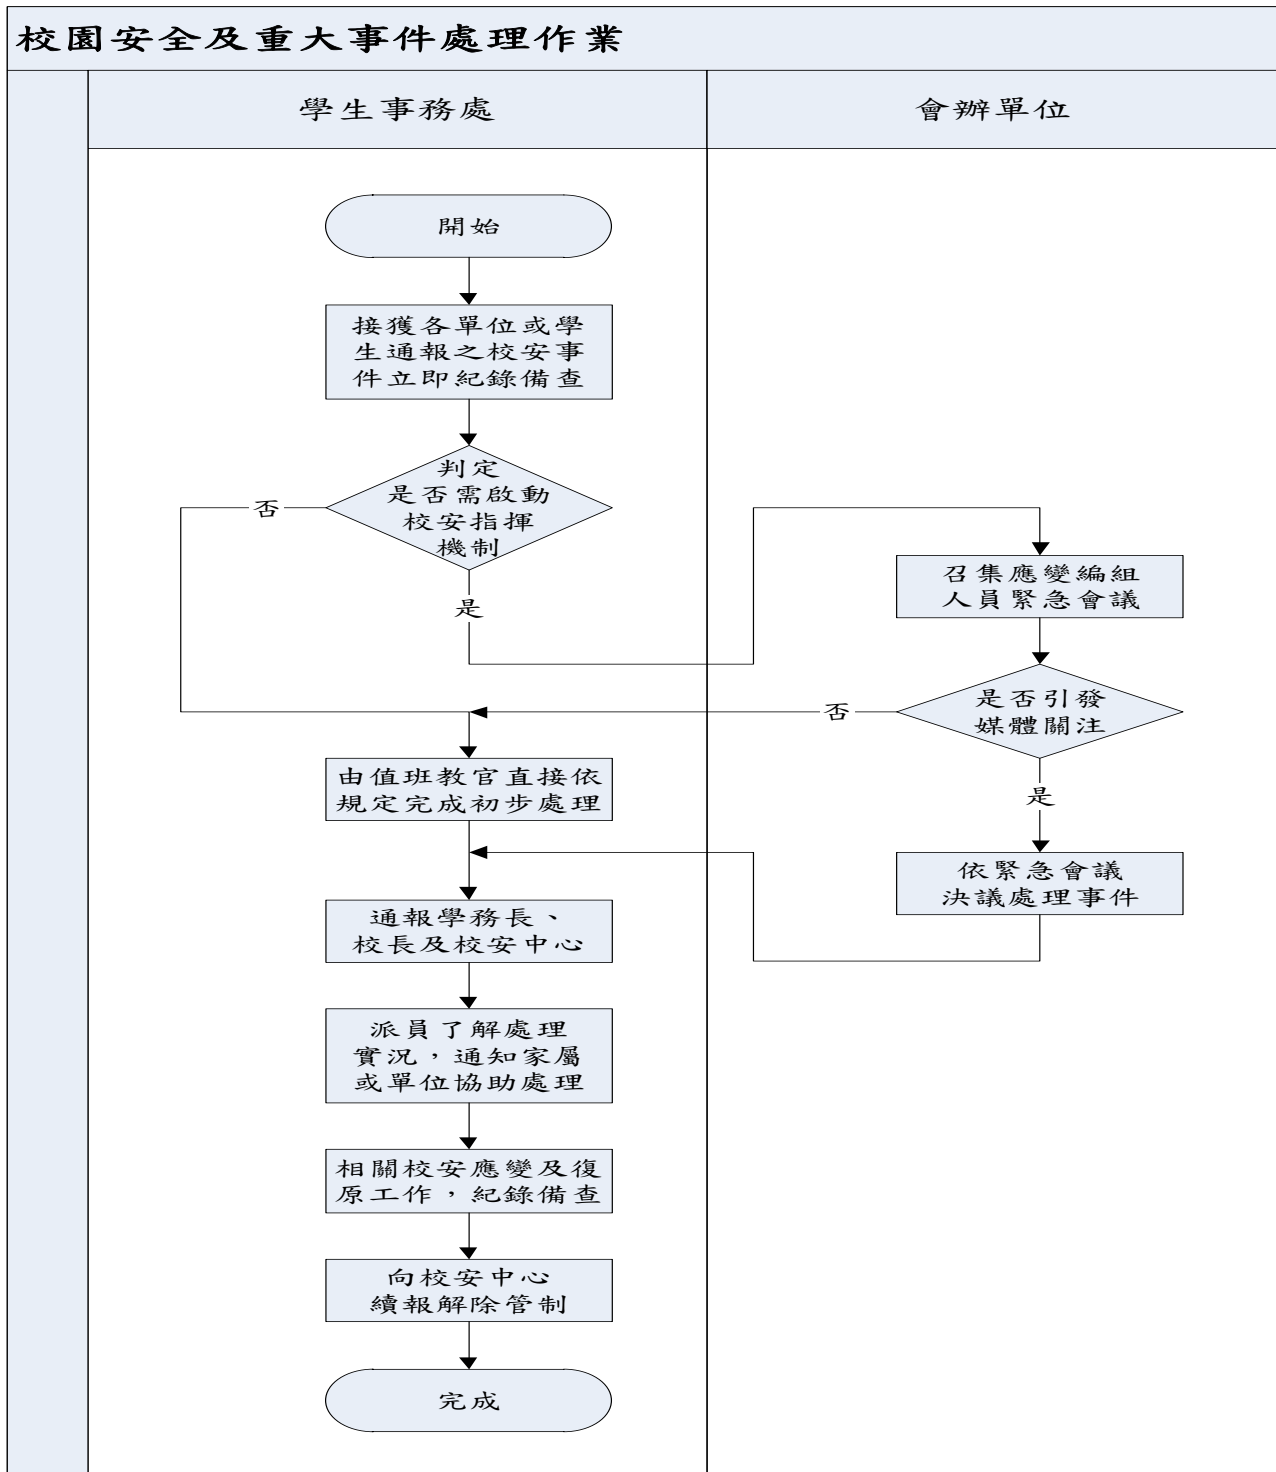 校園安全及重大事件處理作業
學生事務處
會辦單位
開始
接獲各單位或學
生通報之校安事
件立即紀錄備查
判定
是否需啟動
校安指揮
機制
否
是
召集應變編組
人員緊急會議
是否引發
媒體關注
否
是
由值班教官直接依
規定完成初步處理
依緊急會議
決議處理事件
通報學務長、
校長及校安中心
派員了解處理
實況，通知家屬
或單位協助處理
相關校安應變及復
原工作，紀錄備查
向校安中心
續報解除管制
完成